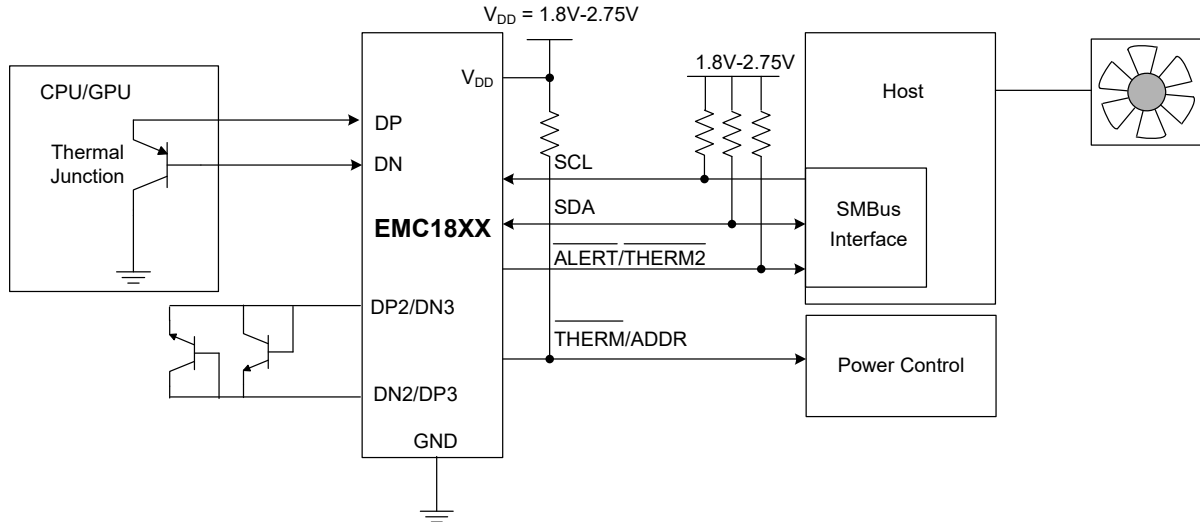 V_DD = 1.8V-2.75V
CPU/GPU
Thermal
Junction
V_DD
DP
DN
EMC18XX
DP2/DN3
DN2/DP3
GND
1.8V-2.75V
SCL
SDA
ALERT/THERM2
THERM/ADDR
Host
SMBus
Interface
Power Control